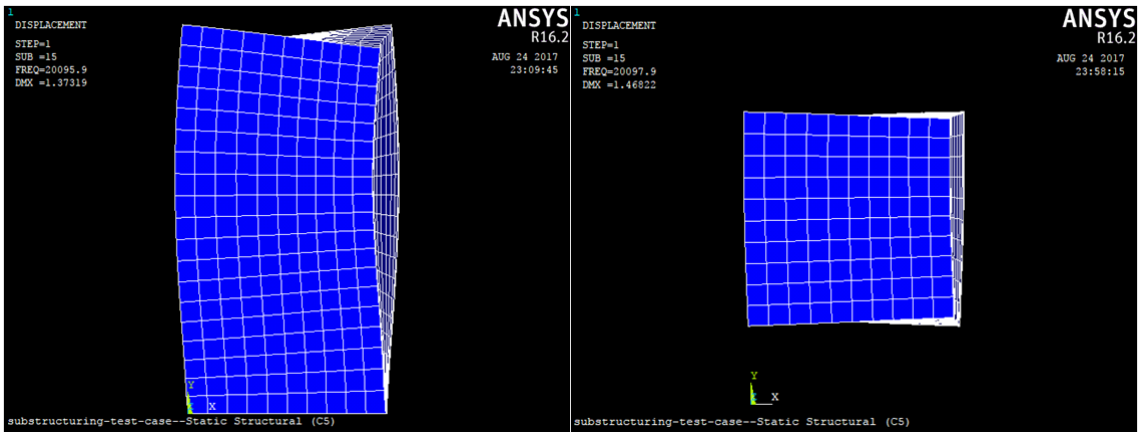 1
DISPLACEMENT
STEP=1
SUB =15
FREQ=20095.9
DMX =1.37319
ANSYS
R16.2
AUG 24 2017
23:09:45
Y
X
substructuring-test-case--Static Structural (C5)
1
DISPLACEMENT
STEP=1
SUB =15
FREQ=20097.9
DMX =1.46822
ANSYS
R16.2
AUG 24 2017
23:58:15
Y
X
substructuring-test-case--Static Structural (C5)